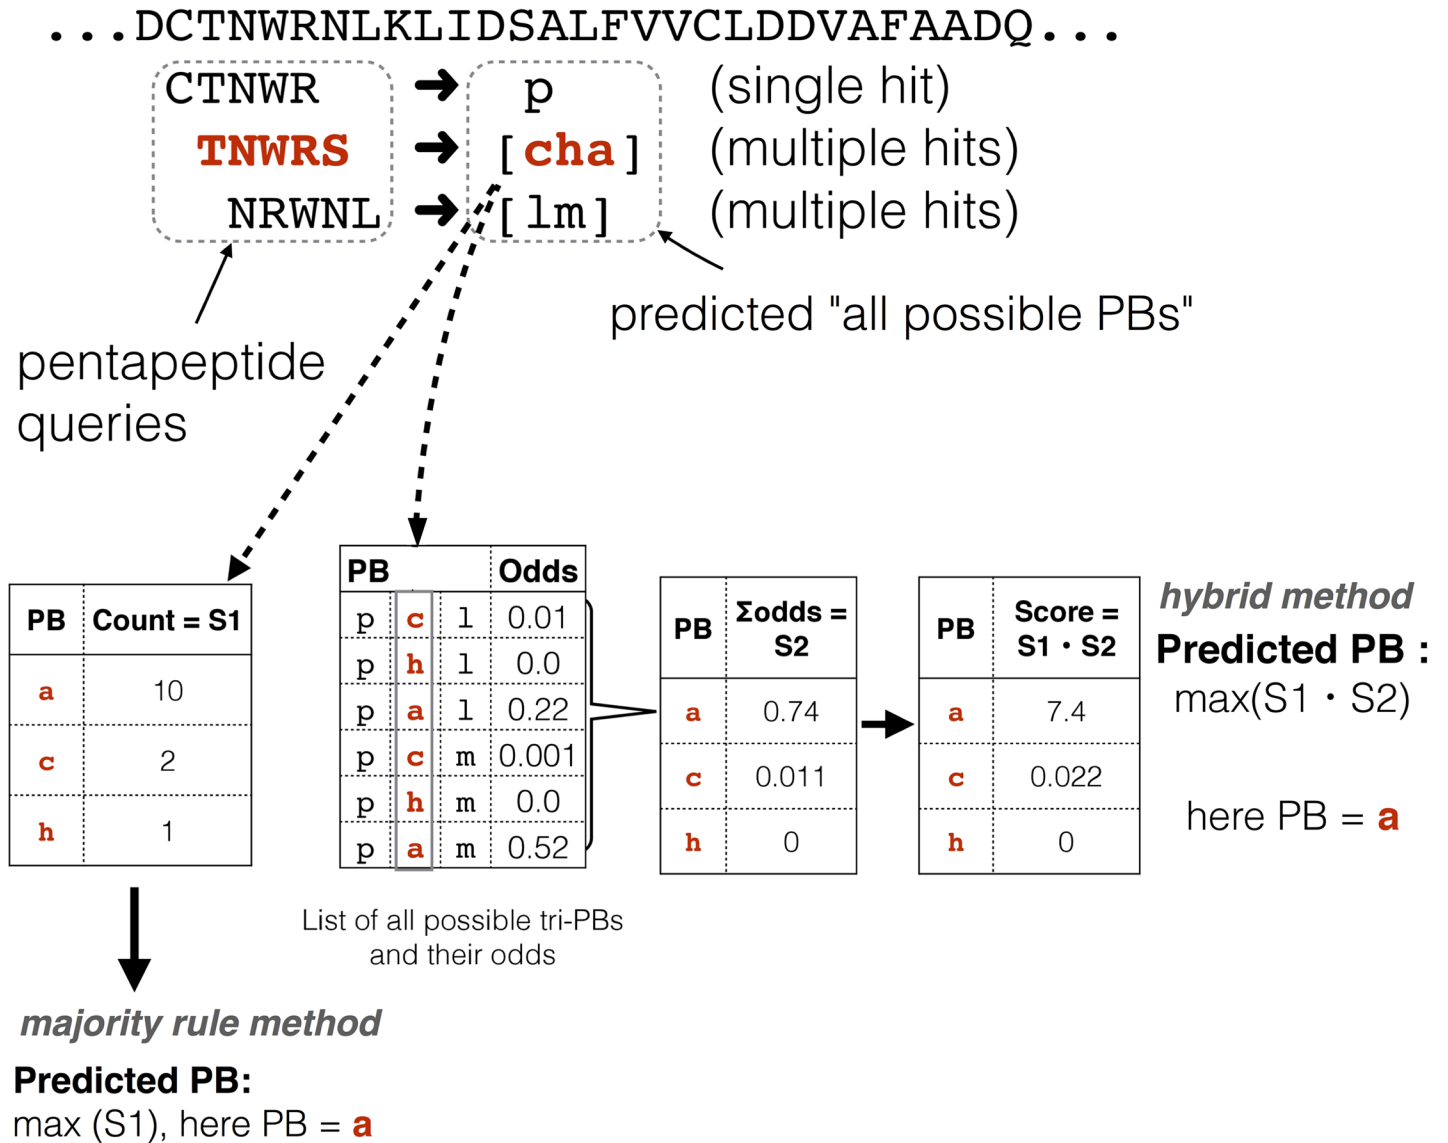 ...DCTNWRNLKLIDSALFVVCLDDVAFAADQ...
CTNWR p (single hit)
TNWRS [cha] (multiple hits)
NRWNL [lm] (multiple hits)
predicted "all possible PBs"
pentapeptide
queries
PB Count = S1
a 10
c 2
h 1
PB Odds
p c l 0.01
p h l 0.0
p a l 0.22
p c m 0.001
p h m 0.0
p a m 0.52
List of all possible tri-PBs
and their odds
PB Σodds =
S2
a 0.74
c 0.011
h 0
PB Score =
S1 · S2
a 7.4
c 0.022
h 0
hybrid method
Predicted PB :
max(S1 · S2)
here PB = a
majority rule method
Predicted PB:
max (S1), here PB = a